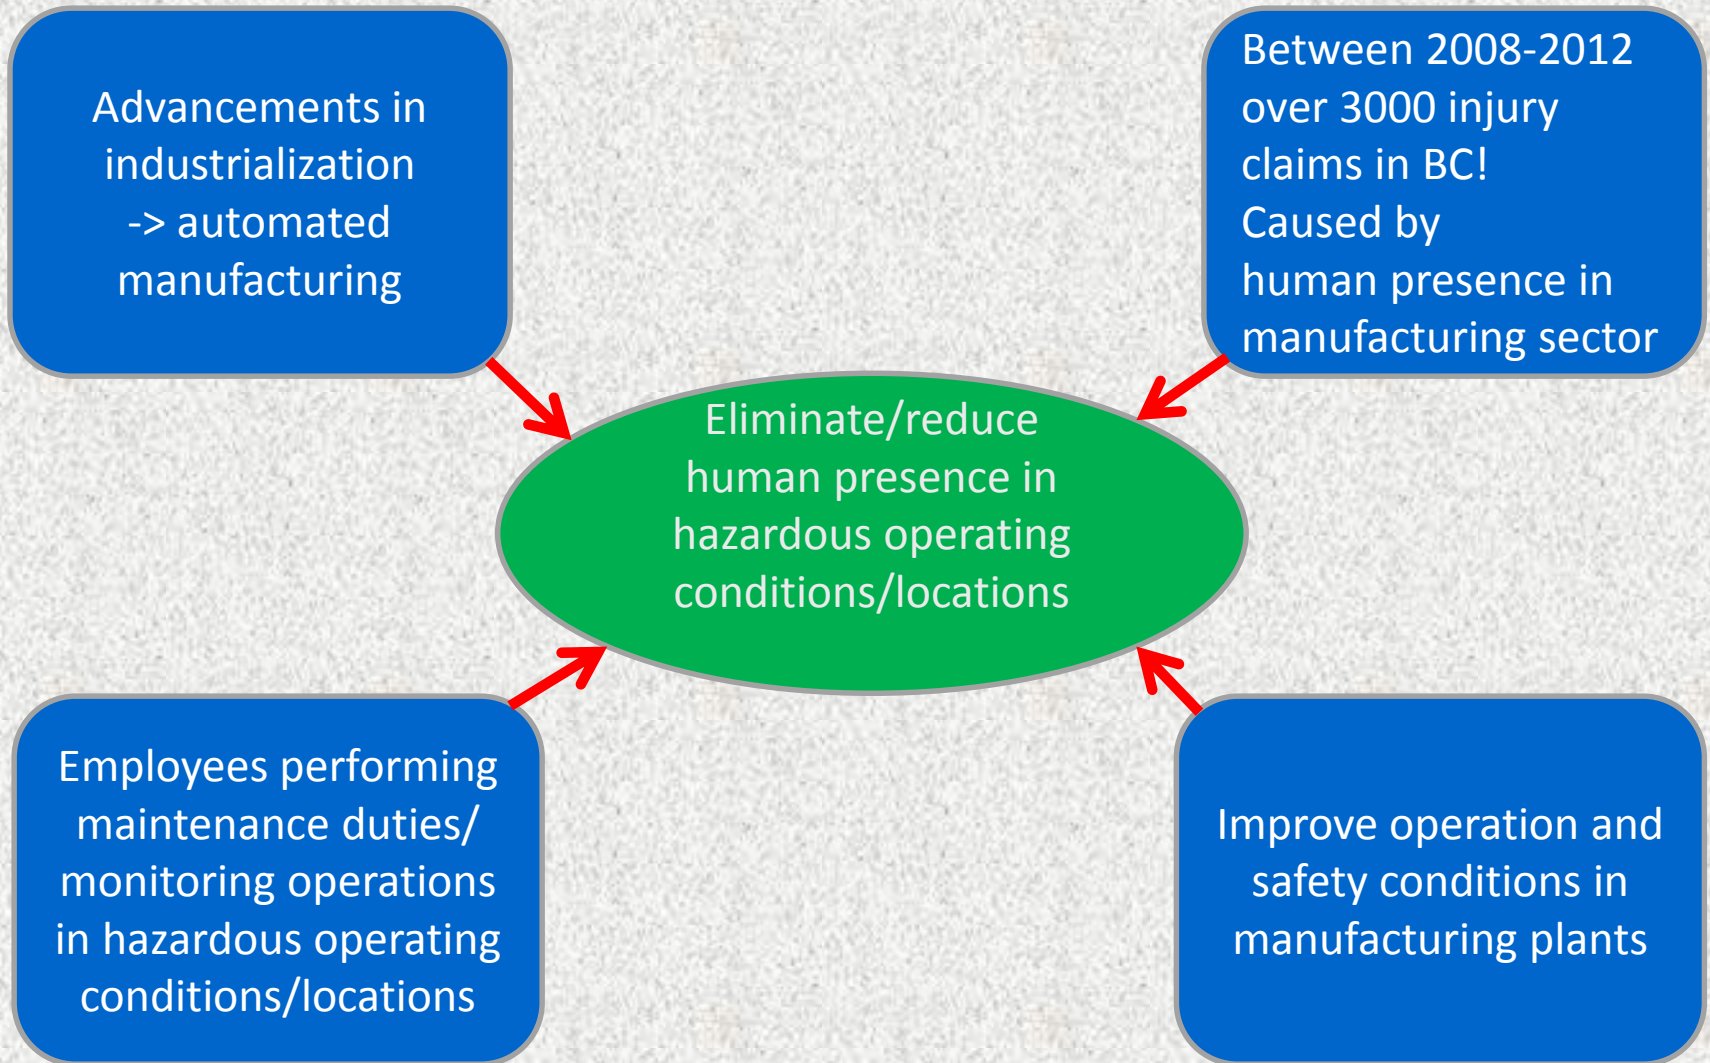 Advancements in
industrialization
-> automated
manufacturing
Between 2008-2012
over 3000 injury
claims in BC!
Caused by
human presence in
manufacturing sector
Eliminate/reduce
human presence in
hazardous operating
conditions/locations
Employees performing
maintenance duties/
monitoring operations
in hazardous operating
conditions/locations
Improve operation and
safety conditions in
manufacturing plants